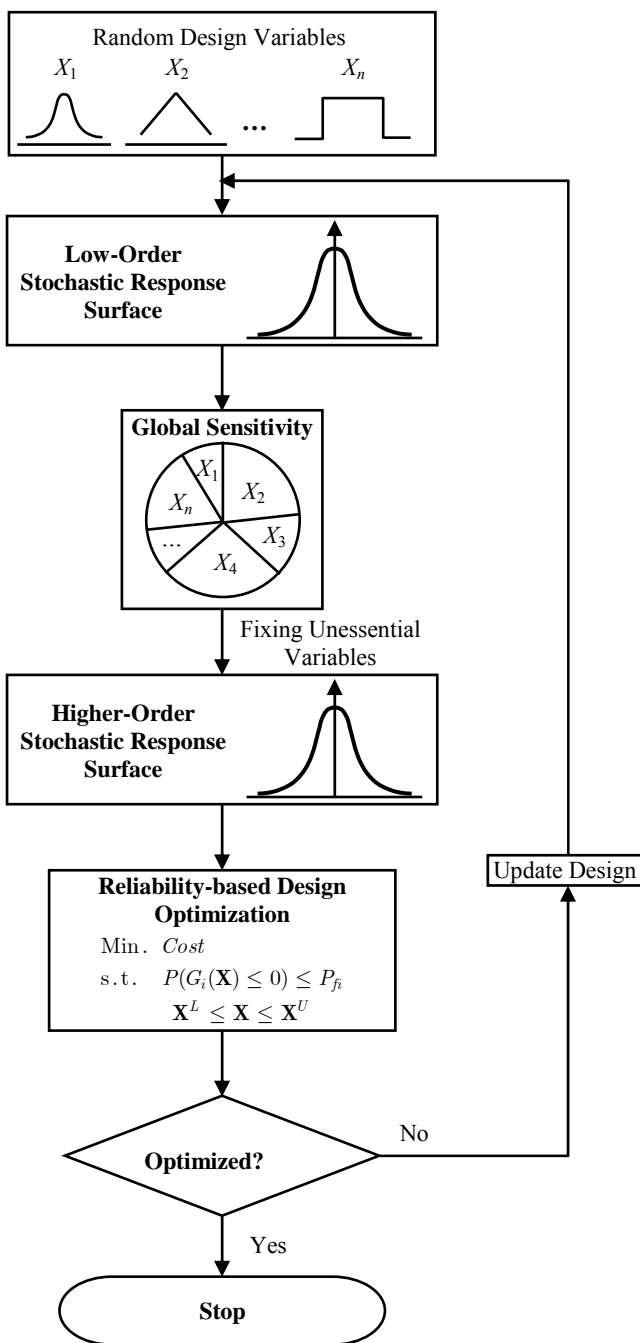 Random Design Variables
X1 X2 Xn
...
Low-Order
Stochastic Response
Surface
Global Sensitivity
X1
X2
Xn
X3
...
X4
Fixing Unessential
Variables
Higher-Order
Stochastic Response
Surface
Reliability-based Design
Optimization
Min. Cost
s.t. P(Gi(X) ≤ 0) ≤ Pfi
X^L ≤ X ≤ X^U
Update Design
Optimized?
No
Yes
Stop